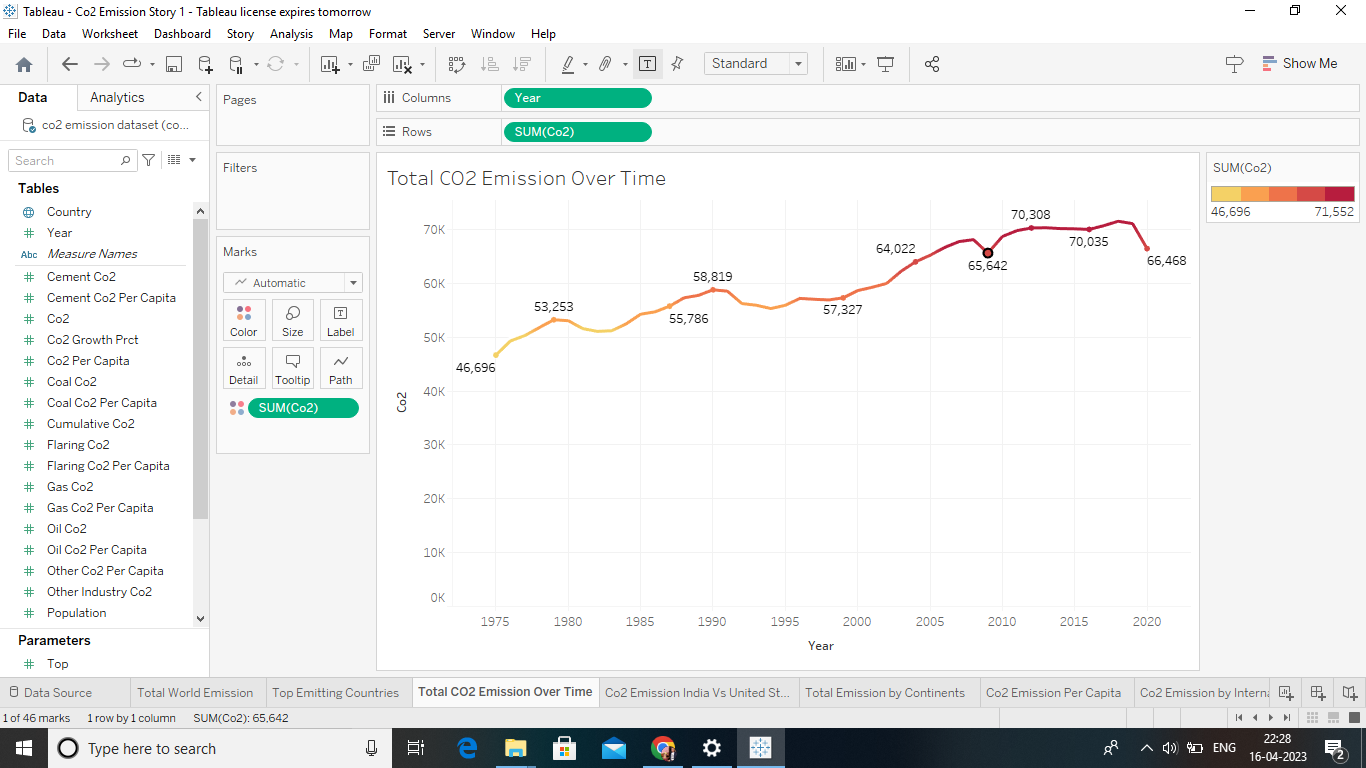 Tableau - Co2 Emission Story 1 - Tableau license expires tomorrow
File Data Worksheet Dashboard Story Analysis Map Format Server Window Help
Standard
Show Me
Data Analytics
co2 emission dataset (co...
Search
Tables
Country
Year
Abc Measure Names
Cement Co2
Cement Co2 Per Capita
Co2
Co2 Growth Prct
Co2 Per Capita
Coal Co2
Coal Co2 Per Capita
Cumulative Co2
Flaring Co2
Flaring Co2 Per Capita
Gas Co2
Gas Co2 Per Capita
Oil Co2
Oil Co2 Per Capita
Other Co2 Per Capita
Other Industry Co2
Population
Parameters
Top
Pages
Filters
Marks
Automatic
Color Size Label
Detail Tooltip Path
SUM(Co2)
Columns Year
Rows SUM(Co2)
Total CO2 Emission Over Time
70K
60K
50K
40K
30K
20K
10K
0K
Co2
46,696
53,253
55,786
58,819
57,327
64,022
65,642
70,308
70,035
66,468
1975 1980 1985 1990 1995 2000 2005 2010 2015 2020
Year
SUM(Co2)
46,696 71,552
Data Source Total World Emission Top Emitting Countries Total CO2 Emission Over Time Co2 Emission India Vs United St... Total Emission by Continents Co2 Emission Per Capita Co2 Emission by Interna
1 of 46 marks 1 row by 1 column SUM(Co2): 65,642
Type here to search
ENG
22:28
16-04-2023
2